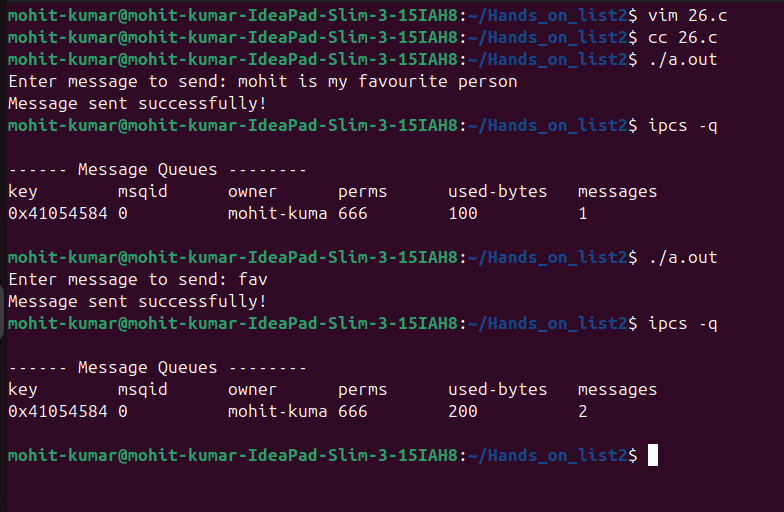 mohit-kumar@mohit-kumar-IdeaPad-Slim-3-15IAH8:~/Hands_on_list2$ vim 26.c
mohit-kumar@mohit-kumar-IdeaPad-Slim-3-15IAH8:~/Hands_on_list2$ cc 26.c
mohit-kumar@mohit-kumar-IdeaPad-Slim-3-15IAH8:~/Hands_on_list2$ ./a.out
Enter message to send: mohit is my favourite person
Message sent successfully!
mohit-kumar@mohit-kumar-IdeaPad-Slim-3-15IAH8:~/Hands_on_list2$ ipcs -q
------ Message Queues --------
key        msqid      owner      perms      used-bytes   messages
0x41054584 0          mohit-kuma 666        100          1
mohit-kumar@mohit-kumar-IdeaPad-Slim-3-15IAH8:~/Hands_on_list2$ ./a.out
Enter message to send: fav
Message sent successfully!
mohit-kumar@mohit-kumar-IdeaPad-Slim-3-15IAH8:~/Hands_on_list2$ ipcs -q
------ Message Queues --------
key        msqid      owner      perms      used-bytes   messages
0x41054584 0          mohit-kuma 666        200          2
mohit-kumar@mohit-kumar-IdeaPad-Slim-3-15IAH8:~/Hands_on_list2$